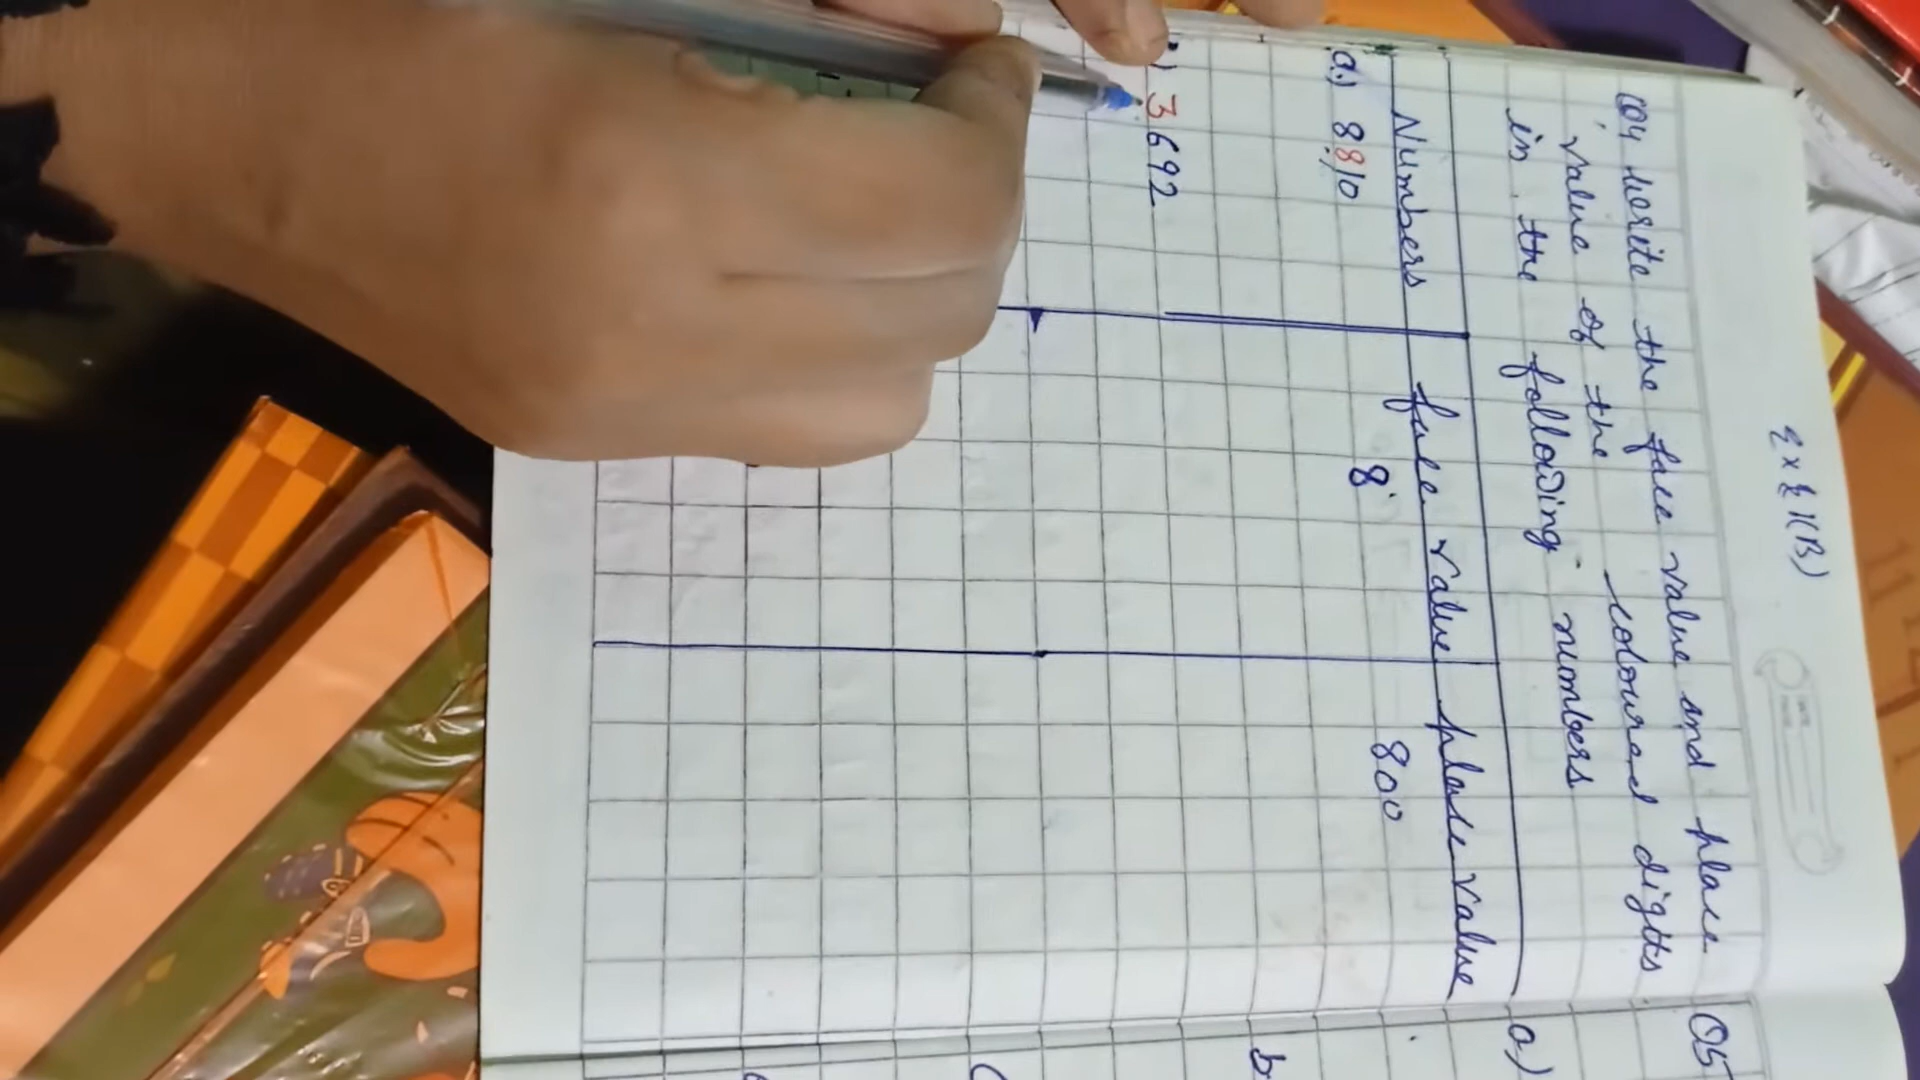 Ex 1(B)
Q4 Write the face value and place
value of the coloured digits
in the following numbers
Numbers face value place value
a) 8810 8 800
3692
Q5
a)
b